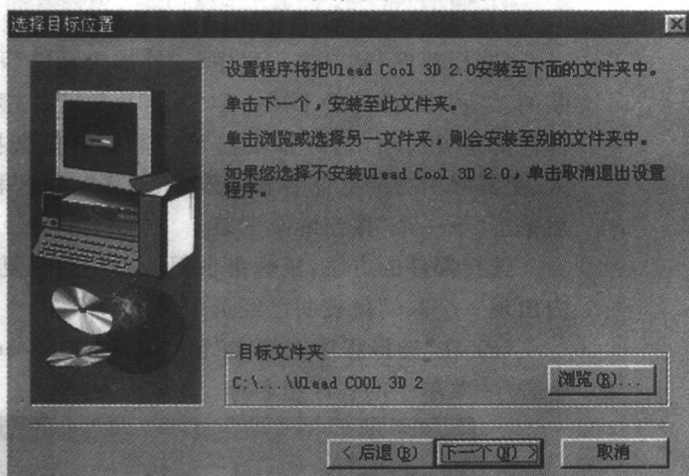 选择目标位置
设置程序将把Ulead Cool 3D 2.0安装至下面的文件夹中。
单击下一个，安装至此文件夹。
单击浏览或选择另一文件夹，则会安装至别的文件夹中。
如果您选择不安装Ulead Cool 3D 2.0，单击取消退出设置
程序。
目标文件夹
C:\...\Ulead COOL 3D 2
浏览(R)...
< 后退(B)
下一个(N) >
取消